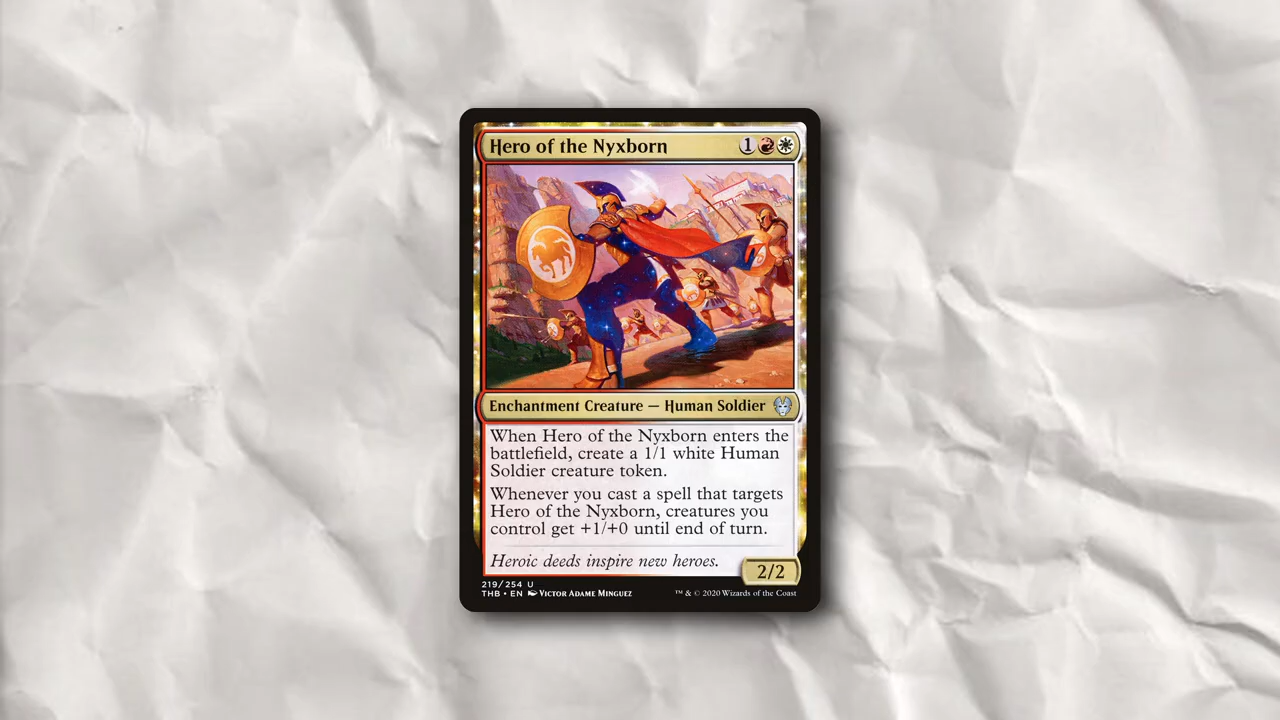 Hero of the Nyxborn 1
Enchantment Creature — Human Soldier
When Hero of the Nyxborn enters the
battlefield, create a 1/1 white Human
Soldier creature token.
Whenever you cast a spell that targets
Hero of the Nyxborn, creatures you
control get +1/+0 until end of turn.
Heroic deeds inspire new heroes.
2/2
219/254 U
THB • EN Victor Adame Minguez ™ & © 2020 Wizards of the Coast